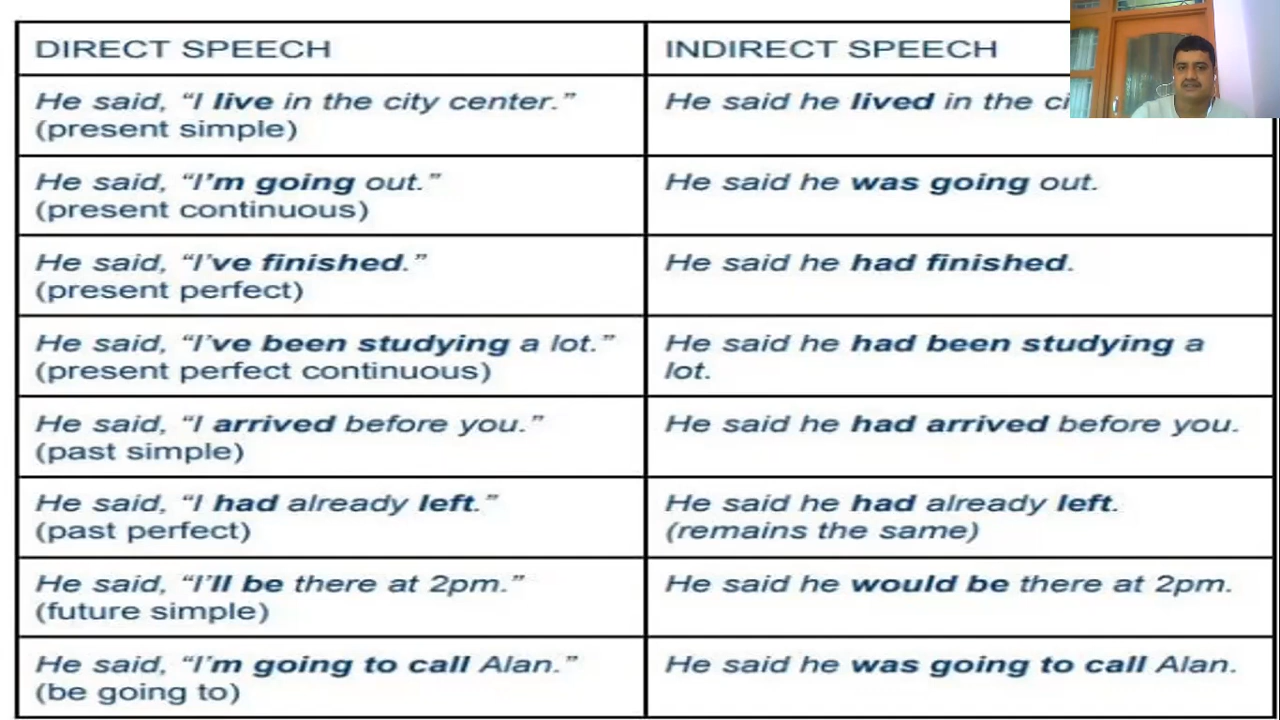 DIRECT SPEECH
INDIRECT SPEECH
He said, “I live in the city center.”
(present simple)
He said he lived in the
He said, “I’m going out.”
(present continuous)
He said he was going out.
He said, “I’ve finished.”
(present perfect)
He said he had finished.
He said, “I’ve been studying a lot.”
(present perfect continuous)
He said he had been studying a
lot.
He said, “I arrived before you.”
(past simple)
He said he had arrived before you.
He said, “I had already left.”
(past perfect)
He said he had already left.
(remains the same)
He said, “I’ll be there at 2pm.”
(future simple)
He said he would be there at 2pm.
He said, “I’m going to call Alan.”
(be going to)
He said he was going to call Alan.